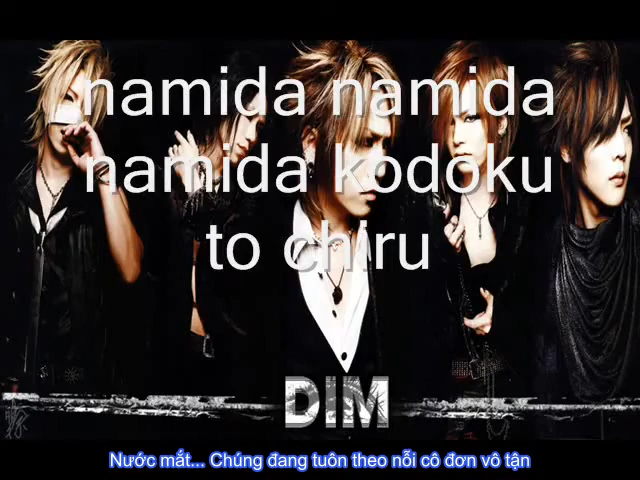 namida namida
namida kodoku
to chiru
DIM
Nước mắt... Chúng đang tuôn theo nỗi cô đơn vô tận